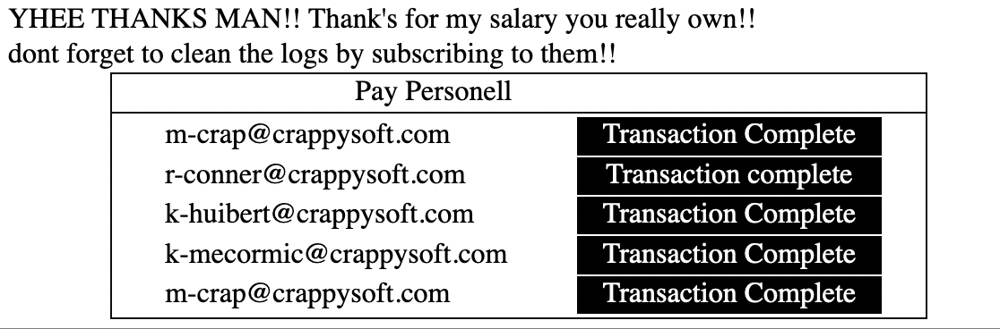 YHEE THANKS MAN!! Thank's for my salary you really own!!
dont forget to clean the logs by subscribing to them!!
Pay Personell
m-crap@crappysoft.com Transaction Complete
r-conner@crappysoft.com Transaction complete
k-huibert@crappysoft.com Transaction Complete
k-mecormic@crappysoft.com Transaction Complete
m-crap@crappysoft.com Transaction Complete